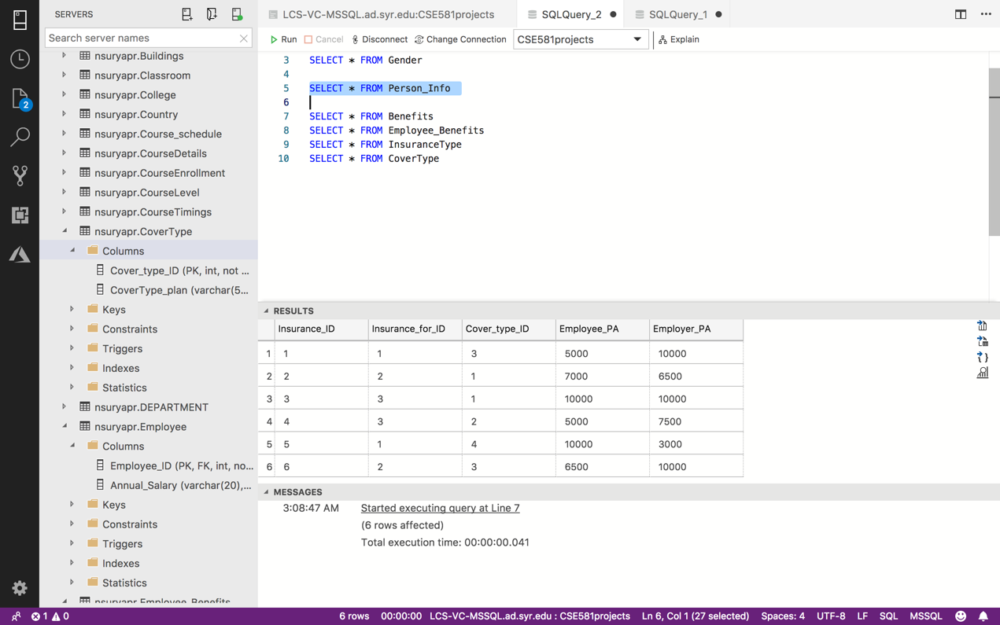 SERVERS
Search server names
2
nsuryapr.Buildings
nsuryapr.Classroom
nsuryapr.College
nsuryapr.Country
nsuryapr.Course_schedule
nsuryapr.CourseDetails
nsuryapr.CourseEnrollment
nsuryapr.CourseLevel
nsuryapr.CourseTimings
nsuryapr.CoverType
Columns
Cover_type_ID (PK, int, not ...
CoverType_plan (varchar(5...
Keys
Constraints
Triggers
Indexes
Statistics
nsuryapr.DEPARTMENT
nsuryapr.Employee
Columns
Employee_ID (PK, FK, int, no...
Annual_Salary (varchar(20),...
Keys
Constraints
Triggers
Indexes
Statistics
nsuryapr.Employee_Benefits
LCS-VC-MSSQL.ad.syr.edu:CSE581projects SQLQuery_2 SQLQuery_1
Run Cancel Disconnect Change Connection CSE581projects Explain
3 SELECT * FROM Gender
4
5 SELECT * FROM Person_Info
6
7 SELECT * FROM Benefits
8 SELECT * FROM Employee_Benefits
9 SELECT * FROM InsuranceType
10 SELECT * FROM CoverType
RESULTS
Insurance_ID Insurance_for_ID Cover_type_ID Employee_PA Employer_PA
1 1 1 3 5000 10000
2 2 2 1 7000 6500
3 3 3 1 10000 10000
4 4 3 2 5000 7500
5 5 1 4 10000 3000
6 6 2 3 6500 10000
MESSAGES
3:08:47 AM Started executing query at Line 7
(6 rows affected)
Total execution time: 00:00:00.041
1 0 6 rows 00:00:00 LCS-VC-MSSQL.ad.syr.edu : CSE581projects Ln 6, Col 1 (27 selected) Spaces: 4 UTF-8 LF SQL MSSQL